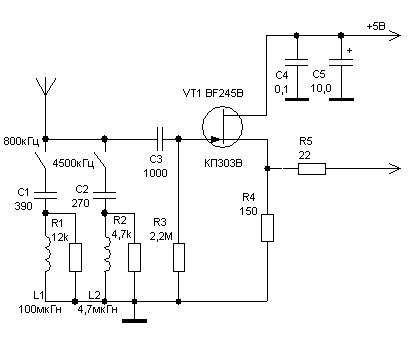 +5В
VT1 BF245B
C4
0,1
C5
+
10,0
800кГц
4500кГц
C3
1000
КП303В
R5
22
C1
390
C2
270
R1
12k
R2
4,7k
R3
2,2М
R4
150
L1
100мкГн
L2
4,7мкГн